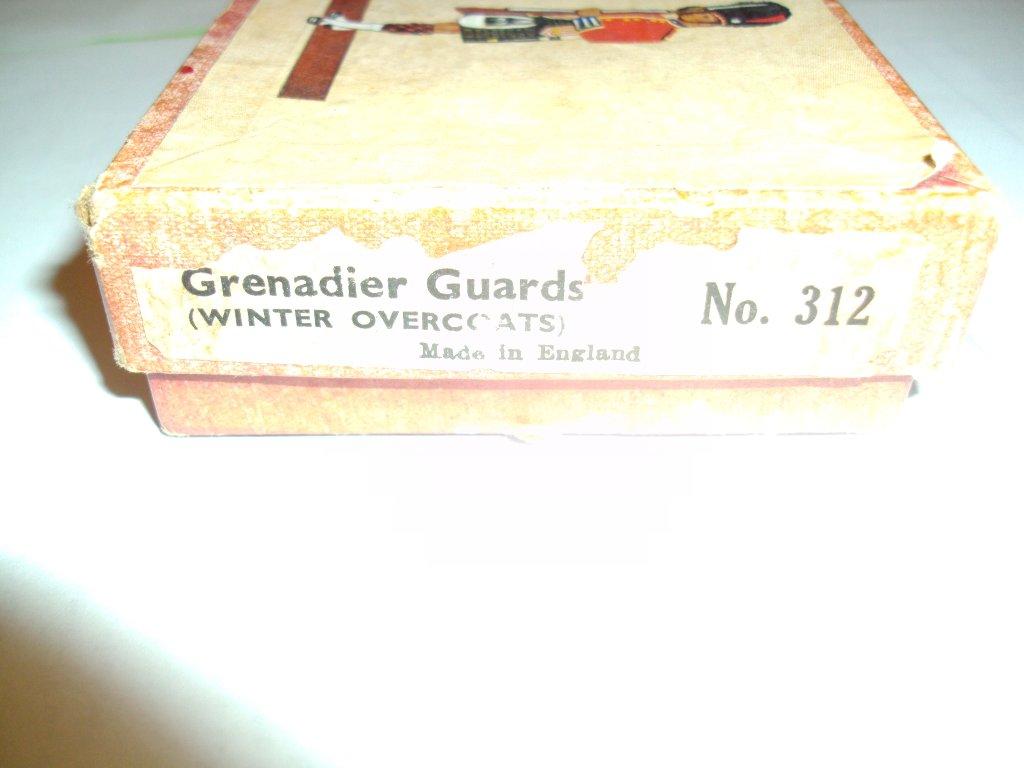 Grenadier Guards No. 312
(WINTER OVERCOATS)
Made in England